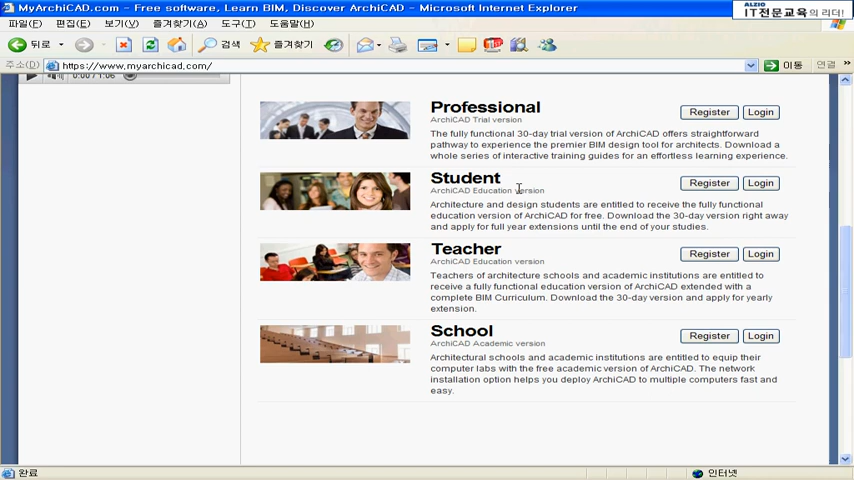 MyArchiCAD.com - Free software, Learn BIM, Discover ArchiCAD - Microsoft Internet Explorer
ALZIO
IT전문교육의 리더!
파일(F) 편집(E) 보기(V) 즐겨찾기(A) 도구(T) 도움말(H)
뒤로 검색 즐겨찾기
주소(D) https://www.myarchicad.com/ 이동 연결 »
0:00 / 1:06
Professional
Register Login
ArchiCAD Trial version
The fully functional 30-day trial version of ArchiCAD offers straightforward
pathway to experience the premier BIM design tool for architects. Download a
whole series of interactive training guides for an effortless learning experience.
Student
Register Login
ArchiCAD Education version
Architecture and design students are entitled to receive the fully functional
education version of ArchiCAD for free. Download the 30-day version right away
and apply for full year extensions until the end of your studies.
Teacher
Register Login
ArchiCAD Education version
Teachers of architecture schools and academic institutions are entitled to
receive a fully functional education version of ArchiCAD extended with a
complete BIM Curriculum. Download the 30-day version and apply for yearly
extension.
School
Register Login
ArchiCAD Academic version
Architectural schools and academic institutions are entitled to equip their
computer labs with the free academic version of ArchiCAD. The network
installation option helps you deploy ArchiCAD to multiple computers fast and
easy.
완료 인터넷